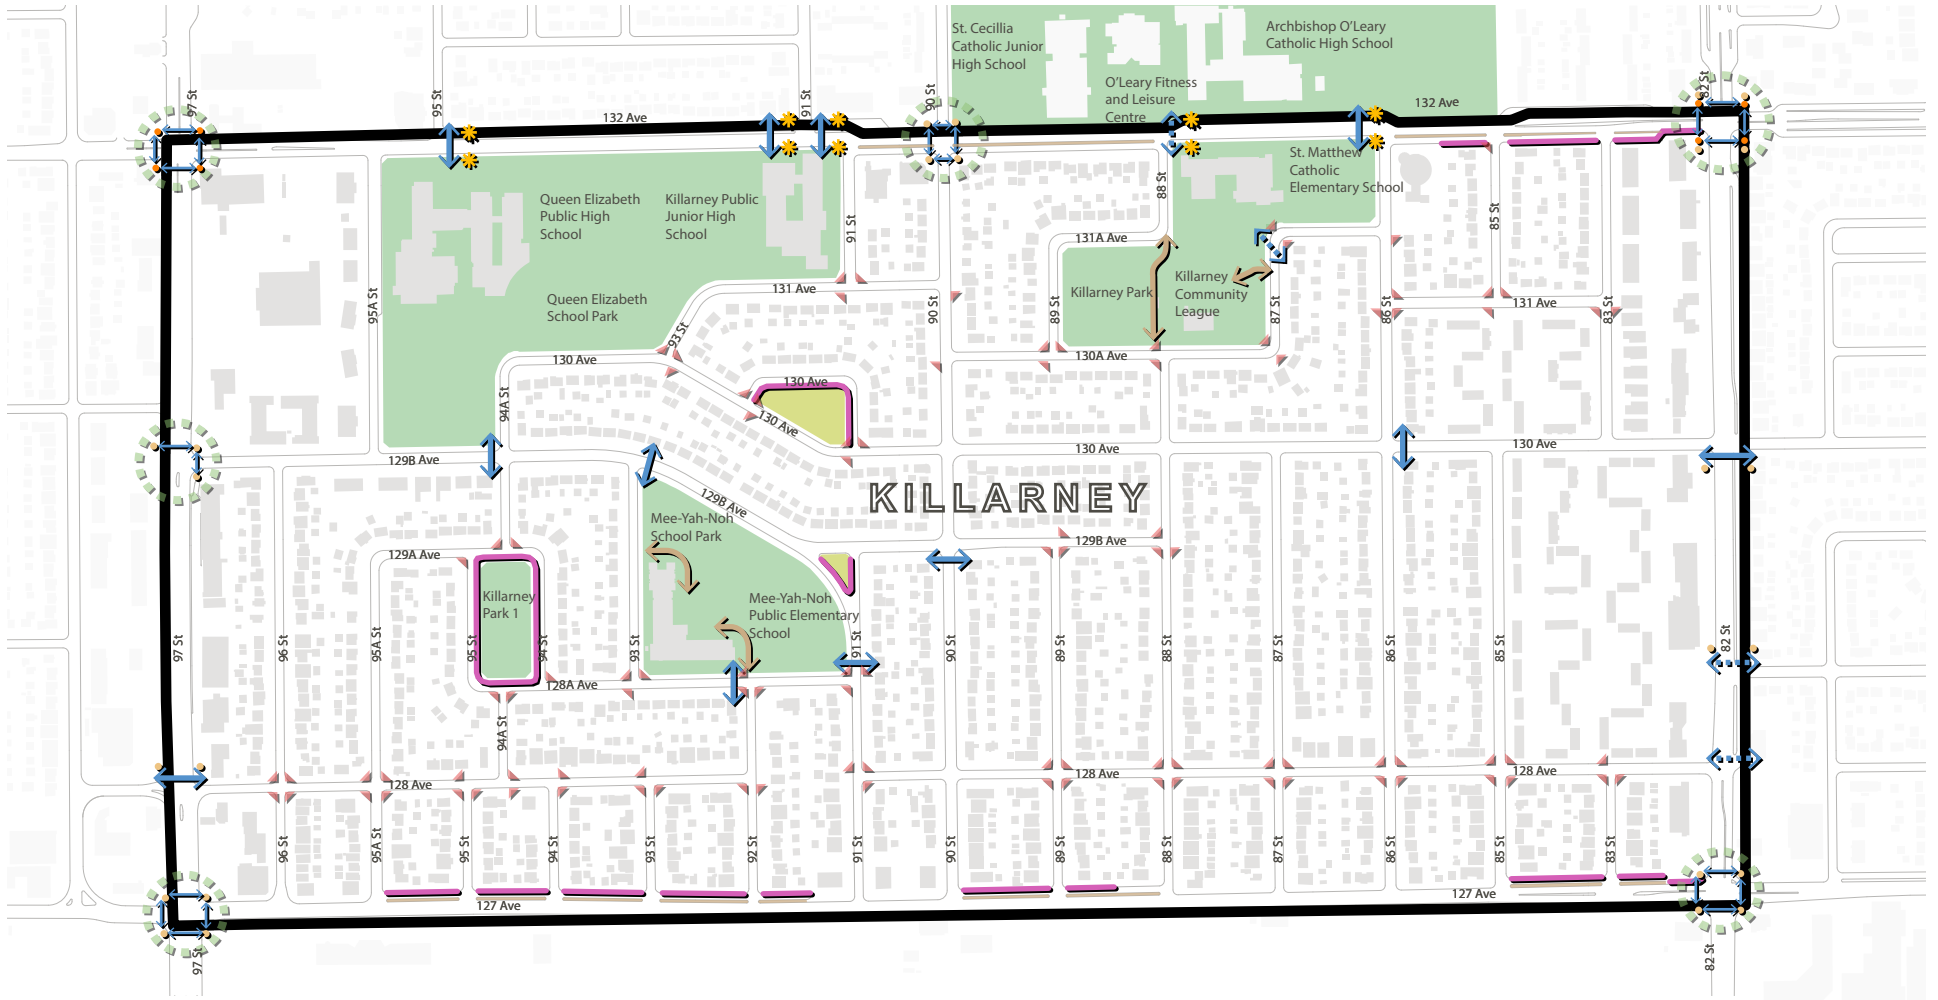 St. Cecillia
Catholic Junior
High School
Archbishop O'Leary
Catholic High School
O'Leary Fitness
and Leisure
Centre
97 St
95 St
91 St
90 St
82 St
132 Ave
132 Ave
St. Matthew
Catholic
Elementary School
Queen Elizabeth
Public High
School
Killarney Public
Junior High
School
88 St
91 St
85 St
131A Ave
Killarney
Community
League
Killarney Park
Queen Elizabeth
School Park
131 Ave
95A St
90 St
89 St
87 St
86 St
131 Ave
83 St
93 St
130 Ave
130A Ave
130 Ave
94A St
130 Ave
129B Ave
130 Ave
130 Ave
KILLARNEY
129B Ave
Mee-Yah-Noh
School Park
129A Ave
129B Ave
Killarney
Park 1
Mee-Yah-Noh
Public Elementary
School
97 St
96 St
95A St
95 St
94 St
93 St
91 St
90 St
89 St
88 St
87 St
86 St
85 St
82 St
128A Ave
94A St
128 Ave
128 Ave
128 Ave
96 St
95A St
95 St
94 St
93 St
92 St
91 St
90 St
89 St
88 St
87 St
86 St
85 St
83 St
127 Ave
127 Ave
97 St
82 St